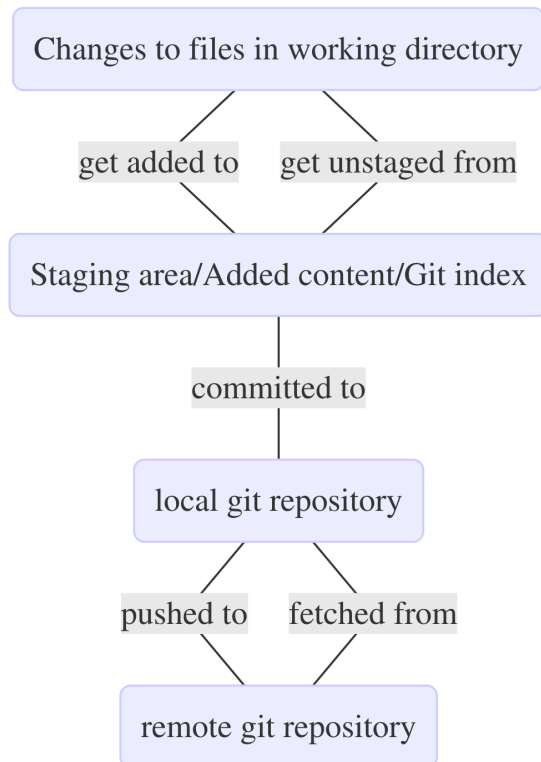 Changes to files in working directory
get added to
get unstaged from
Staging area/Added content/Git index
committed to
local git repository
pushed to
fetched from
remote git repository